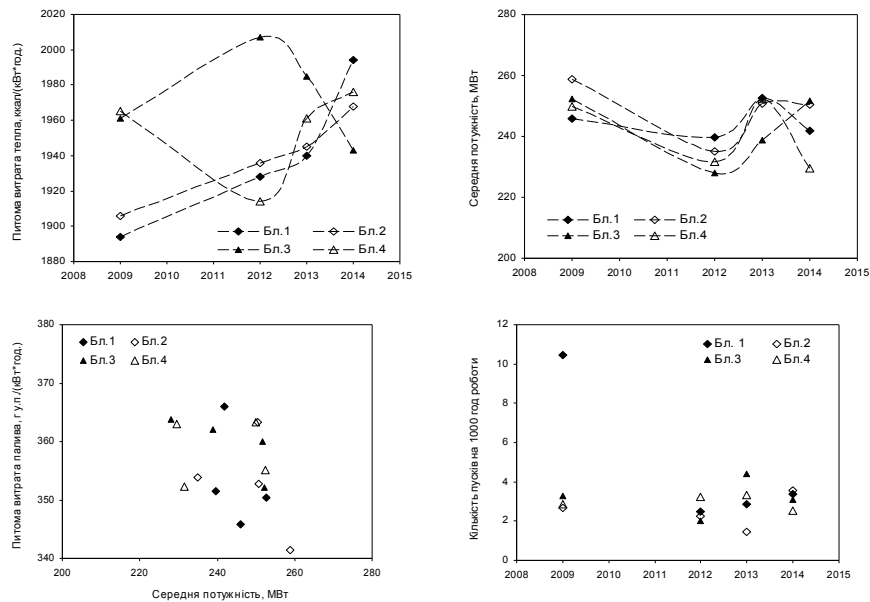 Питома витрата тепла, ккал/(кВт*год.)
2020
2000
1980
1960
1940
1920
1900
1880
2008 2009 2010 2011 2012 2013 2014 2015
Бл.1 Бл.2
Бл.3 Бл.4
Середня потужність, МВт
280
260
240
220
200
2008 2009 2010 2011 2012 2013 2014 2015
Бл.1 Бл.2
Бл.3 Бл.4
Питома витрата палива, г у.п./(кВт*год.)
380
370
360
350
340
200 220 240 260 280
Середня потужність, МВт
Бл.1 Бл.2
Бл.3 Бл.4
Кількість пусків на 1000 год роботи
12
10
8
6
4
2
0
2008 2009 2010 2011 2012 2013 2014 2015
Бл. 1 Бл.2
Бл.3 Бл.4